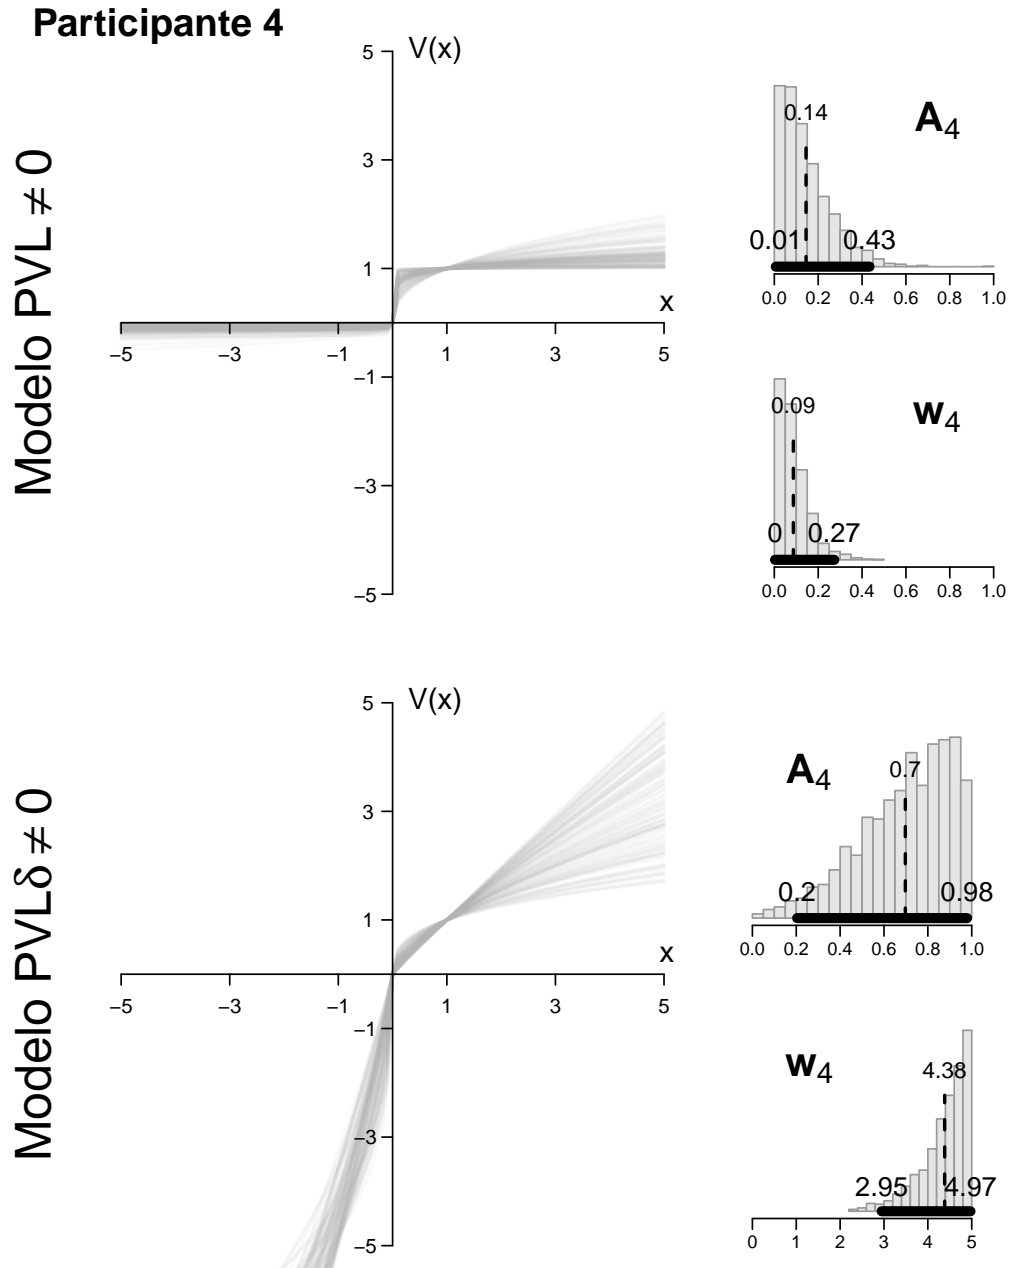 Participante 4
Modelo PVL ≠ 0
V(x)
x
5
3
1
−1
−3
−5
−5 −3 −1 1 3 5
A4
0.14
0.01 0.43
0.0 0.2 0.4 0.6 0.8 1.0
w4
0.09
0 0.27
0.0 0.2 0.4 0.6 0.8 1.0
Modelo PVLδ ≠ 0
V(x)
x
5
3
1
−1
−3
−5
−5 −3 −1 1 3 5
A4
0.7
0.2 0.98
0.0 0.2 0.4 0.6 0.8 1.0
w4
4.38
2.95 4.97
0 1 2 3 4 5